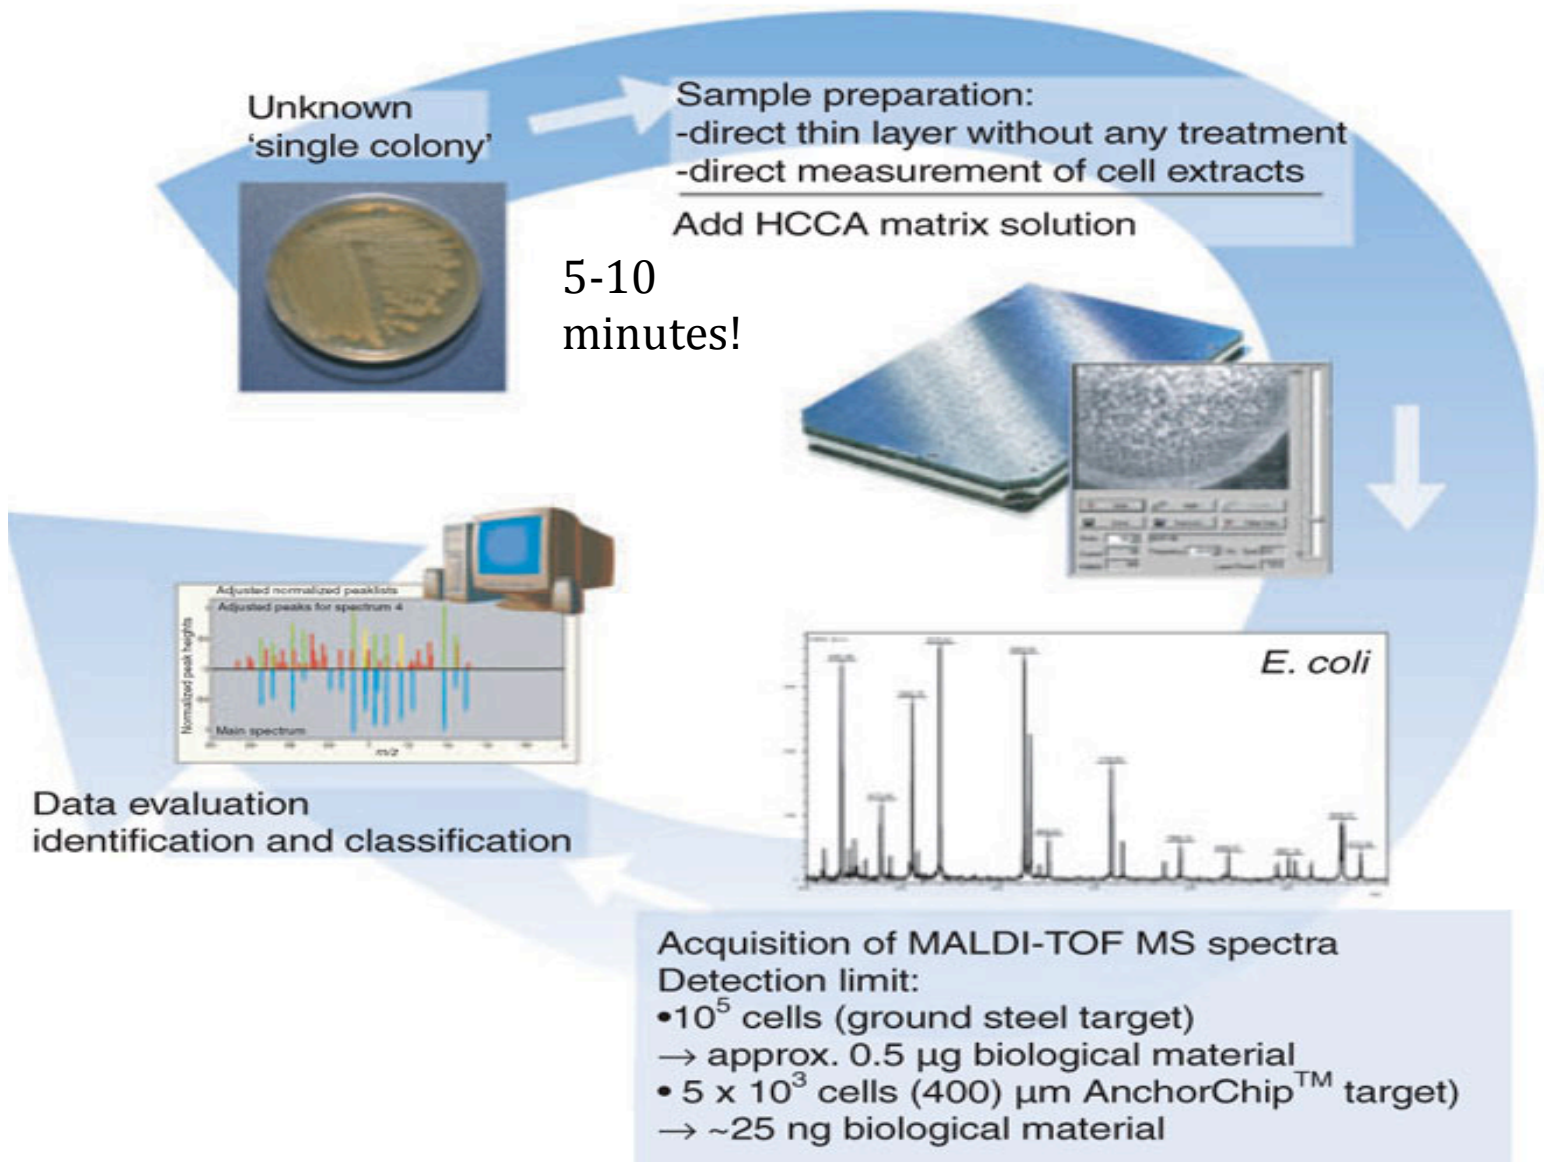 Unknown
‘single colony’
Sample preparation:
-direct thin layer without any treatment
-direct measurement of cell extracts
Add HCCA matrix solution
5-10
minutes!
Adjusted normalized peaklists
Adjusted peaks for spectrum 4
Normalized peak heights
Main spectrum
m/z
E. coli
Data evaluation
identification and classification
Acquisition of MALDI-TOF MS spectra
Detection limit:
•10⁵ cells (ground steel target)
→ approx. 0.5 µg biological material
• 5 x 10³ cells (400) µm AnchorChip™ target)
→ ~25 ng biological material